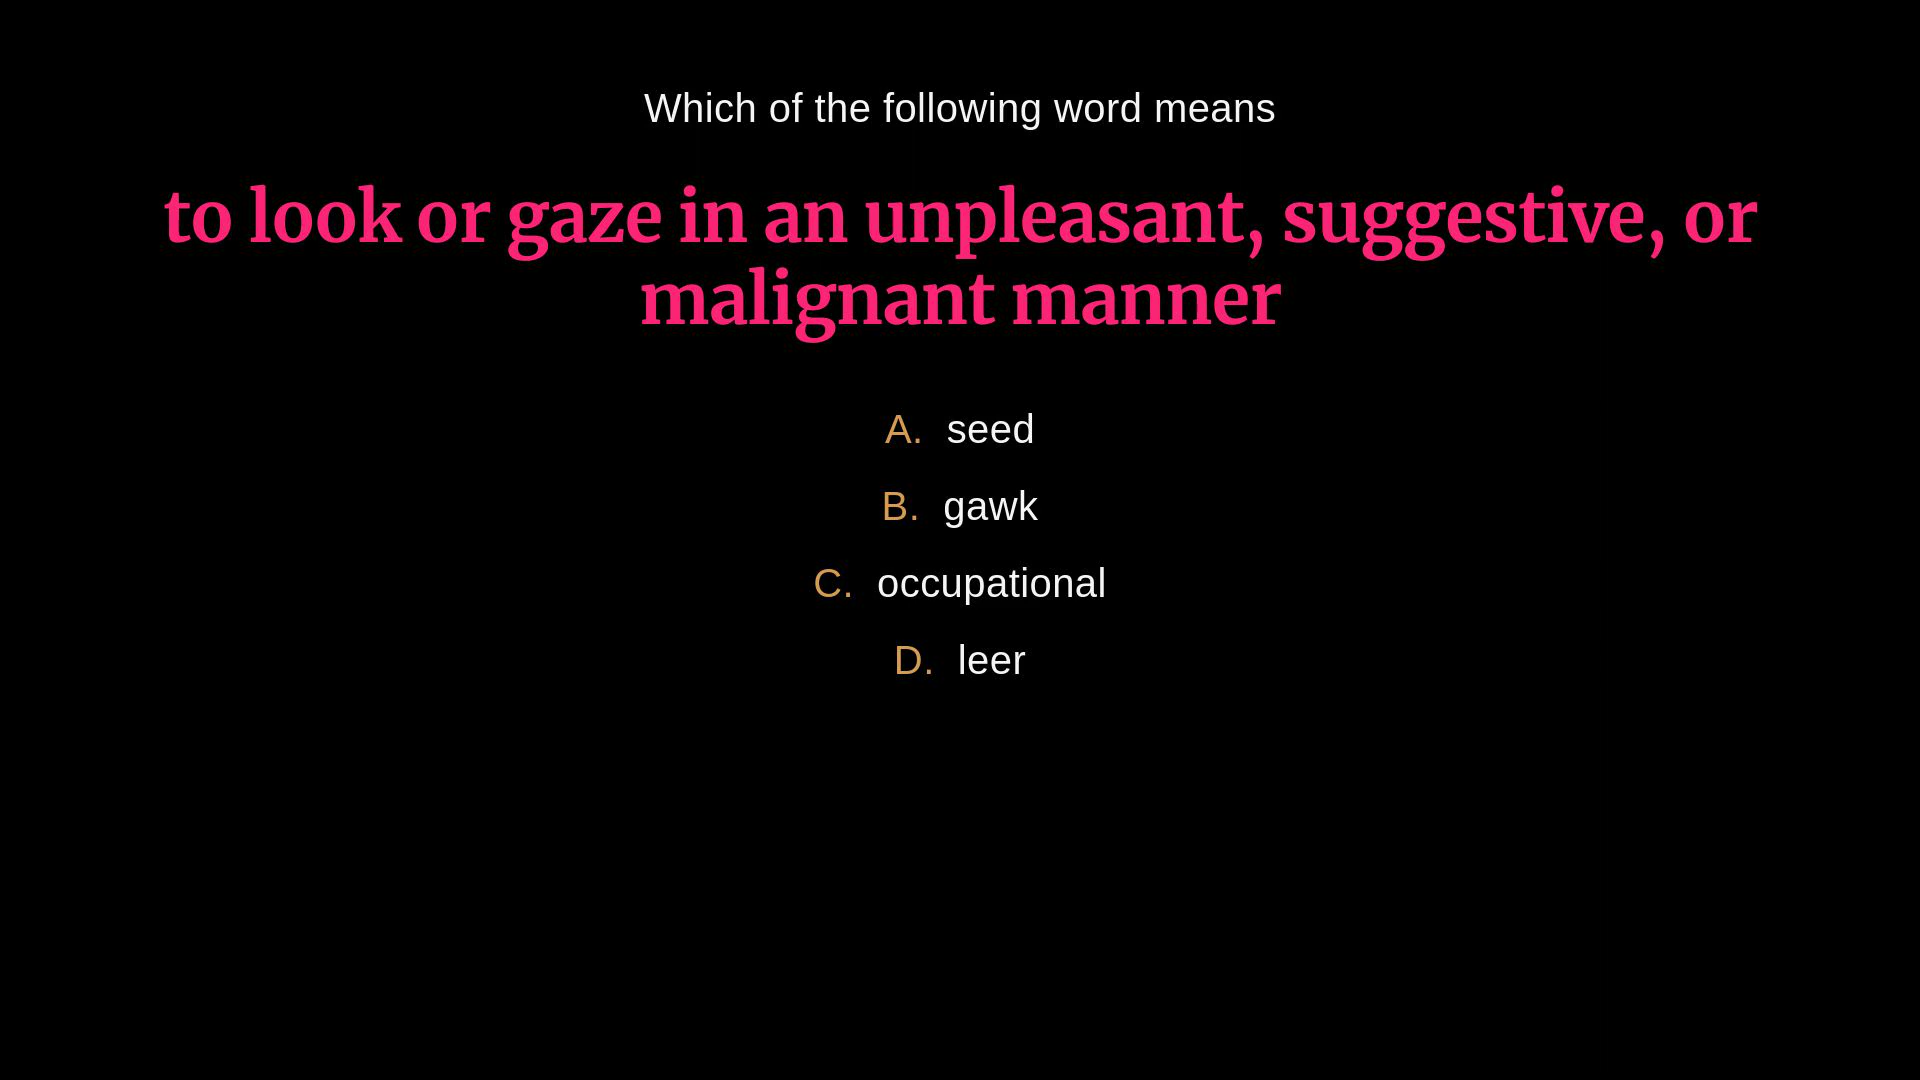 Which of the following word means
to look or gaze in an unpleasant, suggestive, or
malignant manner
A. seed
B. gawk
C. occupational
D. leer